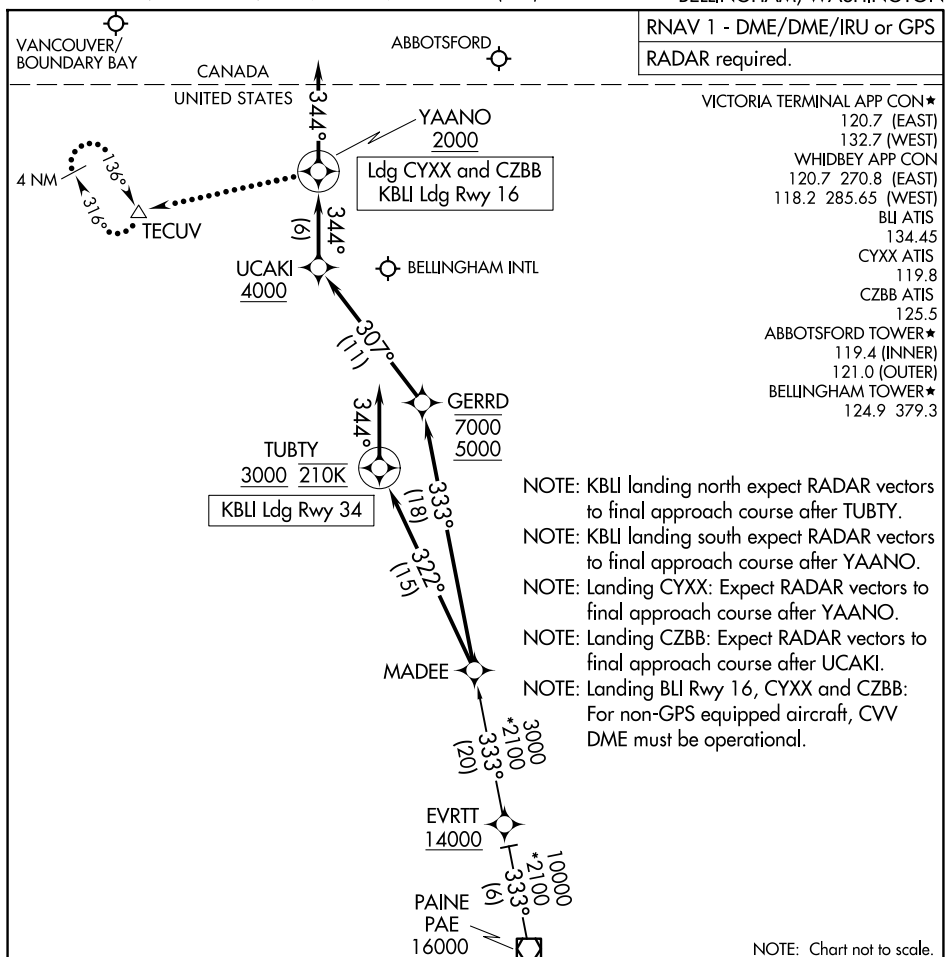 BELLINGHAM, WASHINGTON
RNAV 1 - DME/DME/IRU or GPS
RADAR required.
VANCOUVER/
BOUNDARY BAY
ABBOTSFORD
CANADA
UNITED STATES
VICTORIA TERMINAL APP CON★
120.7 (EAST)
132.7 (WEST)
WHIDBEY APP CON
120.7 270.8 (EAST)
118.2 285.65 (WEST)
BLI ATIS
134.45
CYXX ATIS
119.8
CZBB ATIS
125.5
ABBOTSFORD TOWER★
119.4 (INNER)
121.0 (OUTER)
BELLINGHAM TOWER★
124.9 379.3
344°
YAANO
2000
Ldg CYXX and CZBB
KBLI Ldg Rwy 16
4 NM
136°
316°
TECUV
344°
(6)
UCAKI
4000
BELLINGHAM INTL
307°
(11)
GERRD
7000
5000
344°
TUBTY
3000 210K
KBLI Ldg Rwy 34
333°
(18)
322°
(15)
MADEE
NOTE: KBLI landing north expect RADAR vectors
to final approach course after TUBTY.
NOTE: KBLI landing south expect RADAR vectors
to final approach course after YAANO.
NOTE: Landing CYXX: Expect RADAR vectors to
final approach course after YAANO.
NOTE: Landing CZBB: Expect RADAR vectors to
final approach course after UCAKI.
NOTE: Landing BLI Rwy 16, CYXX and CZBB:
For non-GPS equipped aircraft, CVV
DME must be operational.
3000
*2100
333°
(20)
EVRTT
14000
10000
*2100
333°
(6)
PAINE
PAE
16000
NOTE: Chart not to scale.